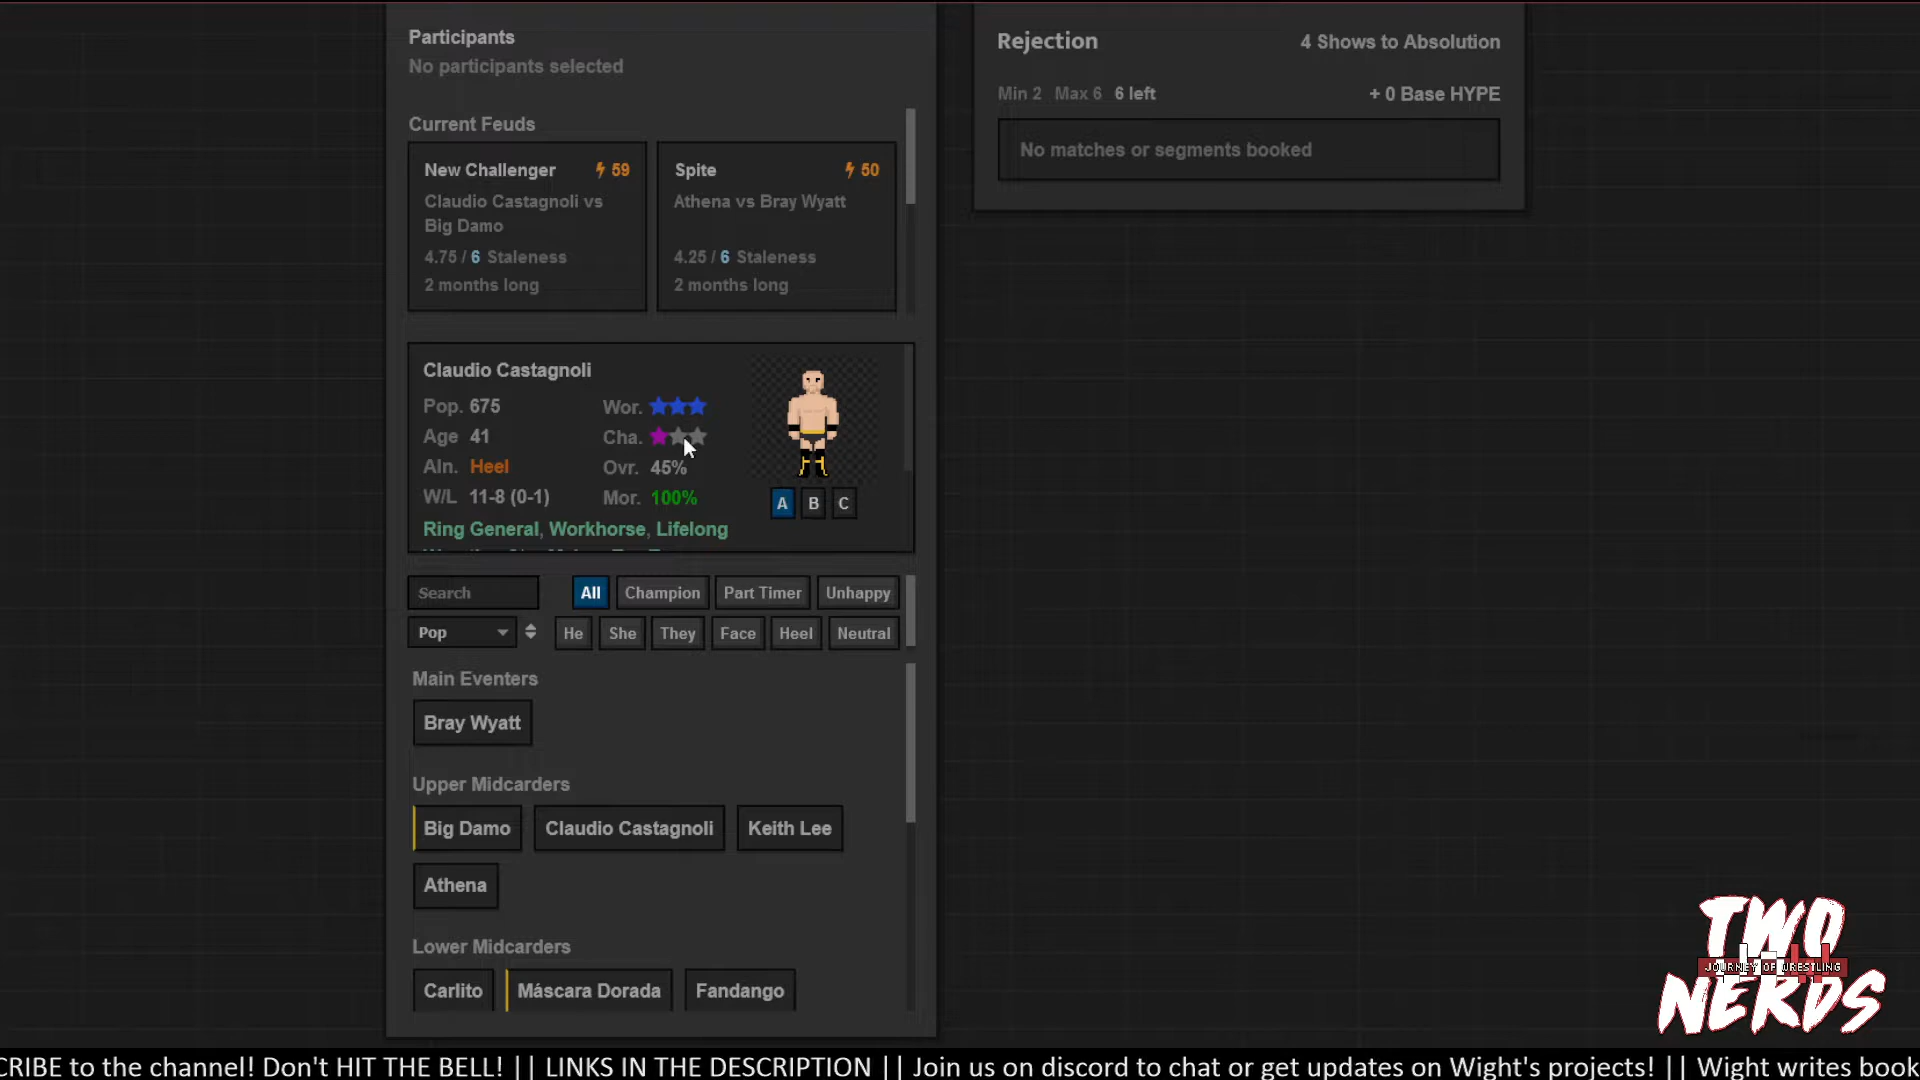 Participants
No participants selected
Current Feuds
New Challenger 59
Claudio Castagnoli vs
Big Damo
4.75 / 6 Staleness
2 months long
Spite 50
Athena vs Bray Wyatt
4.25 / 6 Staleness
2 months long
Claudio Castagnoli
Pop. 675
Age 41
Aln. Heel
W/L 11-8 (0-1)
Wor.
Cha.
Ovr. 45%
Mor. 100%
A B C
Ring General, Workhorse, Lifelong
Search All Champion Part Timer Unhappy
Pop He She They Face Heel Neutral
Main Eventers
Bray Wyatt
Upper Midcarders
Big Damo Claudio Castagnoli Keith Lee
Athena
Lower Midcarders
Carlito Máscara Dorada Fandango
Rejection 4 Shows to Absolution
Min 2 Max 6 6 left + 0 Base HYPE
No matches or segments booked
TWO
JOURNEY OF WRESTLING
NERDS
CRIBE to the channel! Don't HIT THE BELL! || LINKS IN THE DESCRIPTION || Join us on discord to chat or get updates on Wight's projects! || Wight writes book